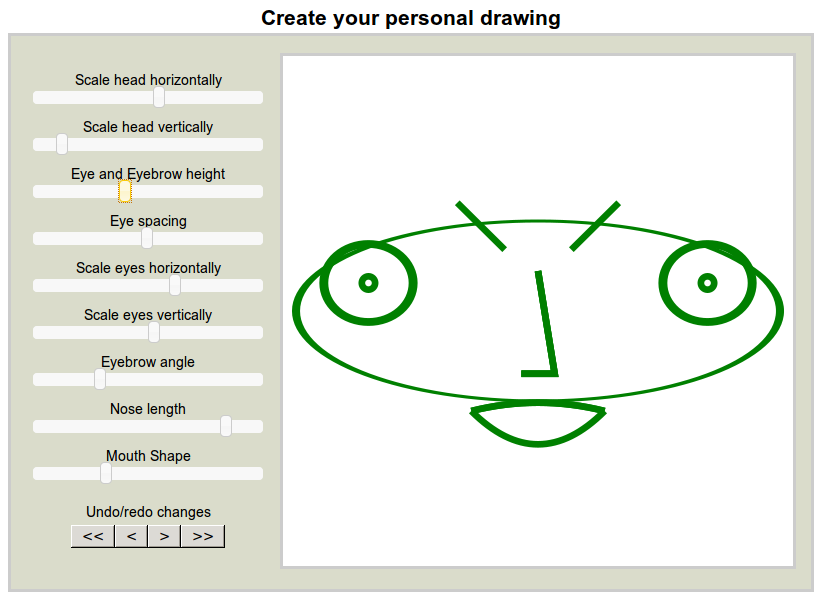 Create your personal drawing
Scale head horizontally
Scale head vertically
Eye and Eyebrow height
Eye spacing
Scale eyes horizontally
Scale eyes vertically
Eyebrow angle
Nose length
Mouth Shape
Undo/redo changes
<< < > >>